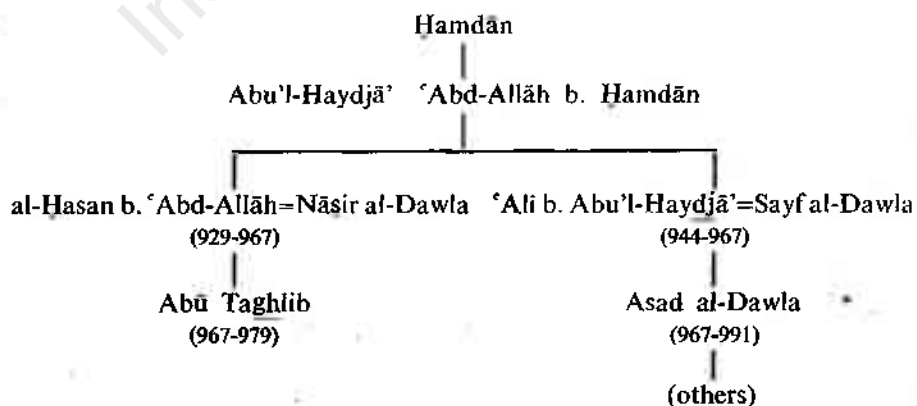 Hamdān
Abu'l-Haydjā' ʿAbd-Allāh b. Hamdān
al-Hasan b. ʿAbd-Allāh=Nāsir al-Dawla ʿAli b. Abu'l-Haydjā'=Sayf al-Dawla
(929-967) (944-967)
Abū Taghlib Asad al-Dawla
(967-979) (967-991)
(others)